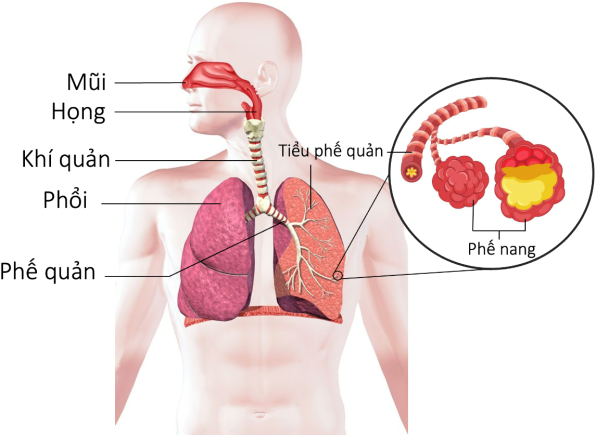 Mũi
Họng
Khí quản
Tiểu phế quản
Phổi
Phế nang
Phế quản